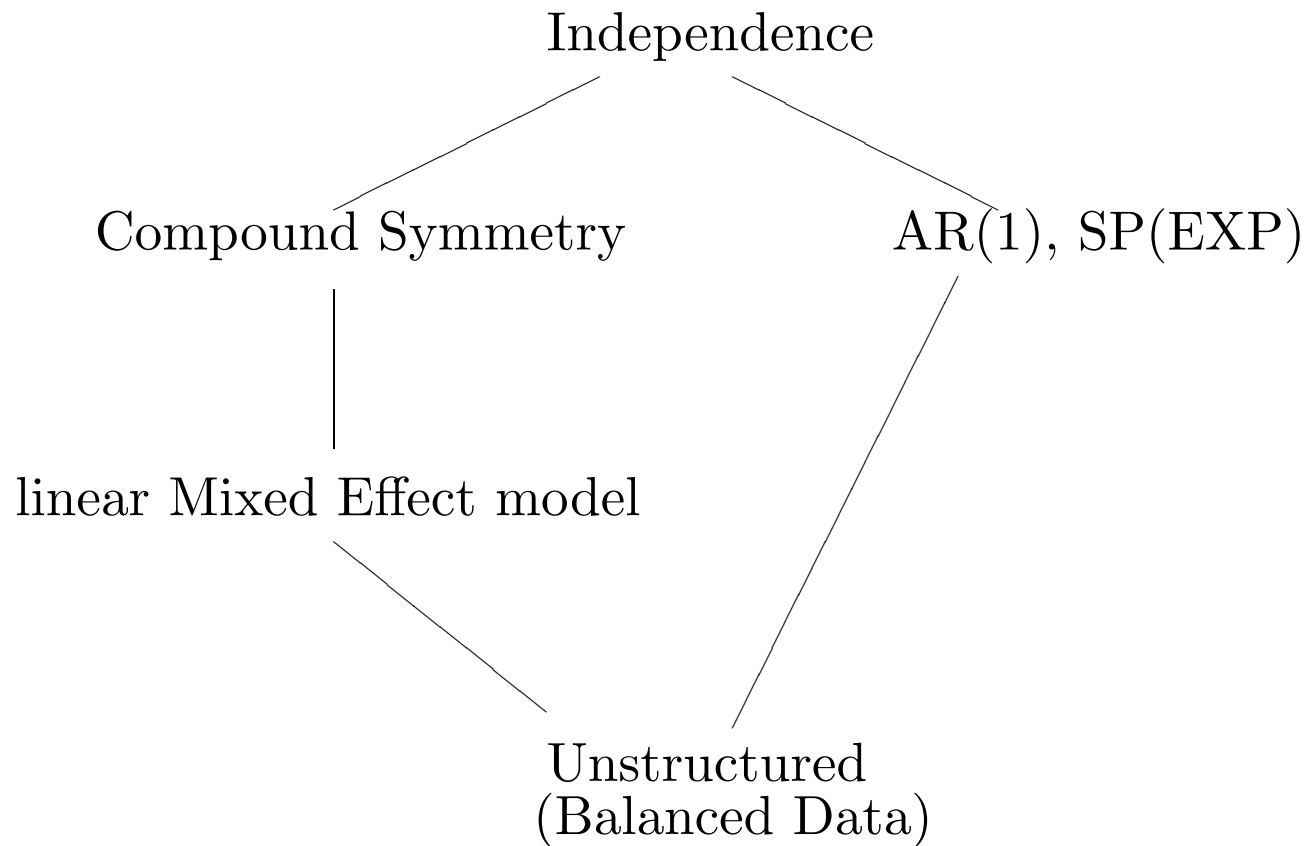 Independence
Compound Symmetry
AR(1), SP(EXP)
linear Mixed Effect model
Unstructured
(Balanced Data)